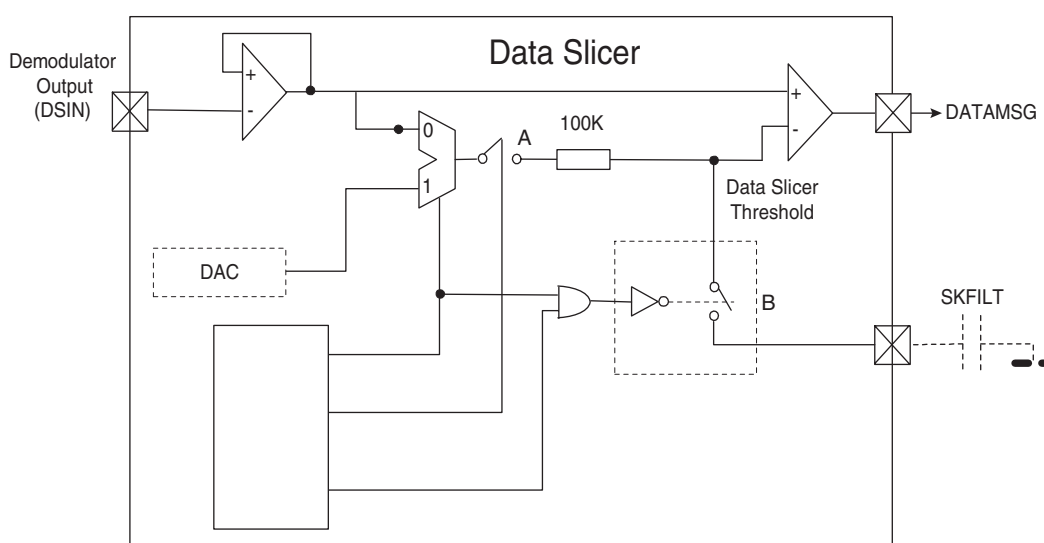 Data Slicer
Demodulator
Output
(DSIN)
+
-
+
-
DATAMSG
0
A
100K
1
Data Slicer
Threshold
DAC
B
SKFILT